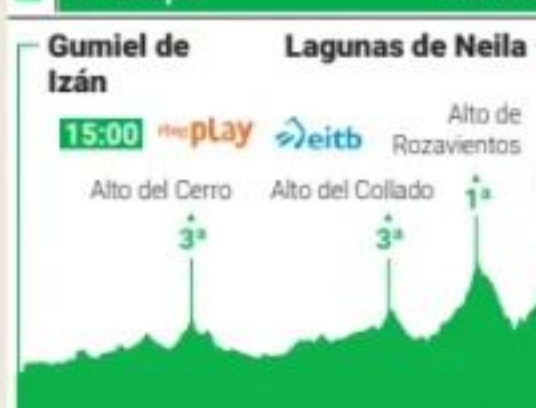 Gumiel de
Izán
Lagunas de Neila
15:00
rtve play
eitb
Alto de
Rozavientos
Alto del Cerro
Alto del Collado
1ª
3ª
3ª